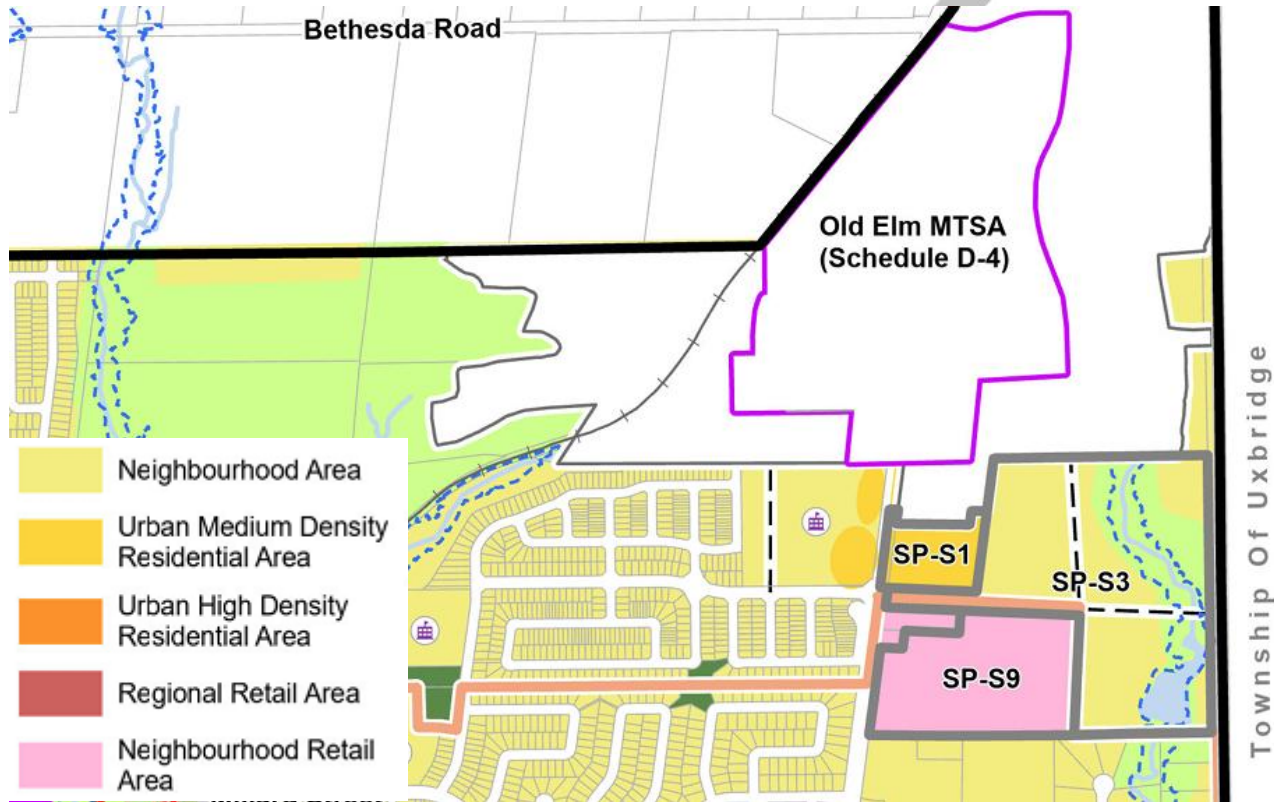 Bethesda Road
Old Elm MTSA
(Schedule D-4)
Township Of Uxbridge
Neighbourhood Area
Urban Medium Density
Residential Area
Urban High Density
Residential Area
Regional Retail Area
Neighbourhood Retail
Area
SP-S1
SP-S3
SP-S9